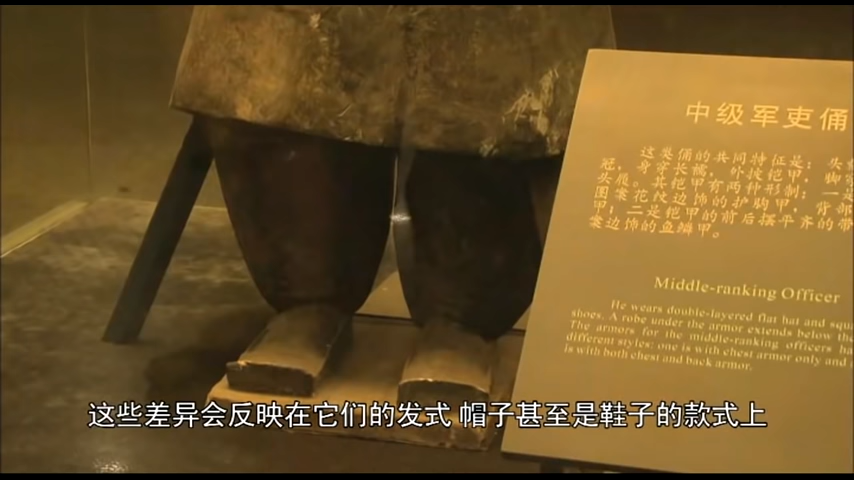 中级军吏俑
这类俑的共同特征是：头
冠，身穿长襦，外披铠甲，脚
头履。其铠甲有两种形制：一是
图案花纹边饰的护胸甲，背部
甲；二是铠甲的前后摆平齐的带
案边饰的鱼鳞甲。
Middle-ranking Officer
He wears double-layered flat hat and squa
shoes. A robe under the armor extends below the
The armors for the middle-ranking officers ha
different styles: one is with chest armor only and
is with both chest and back armor.
这些差异会反映在它们的发式 帽子甚至是鞋子的款式上